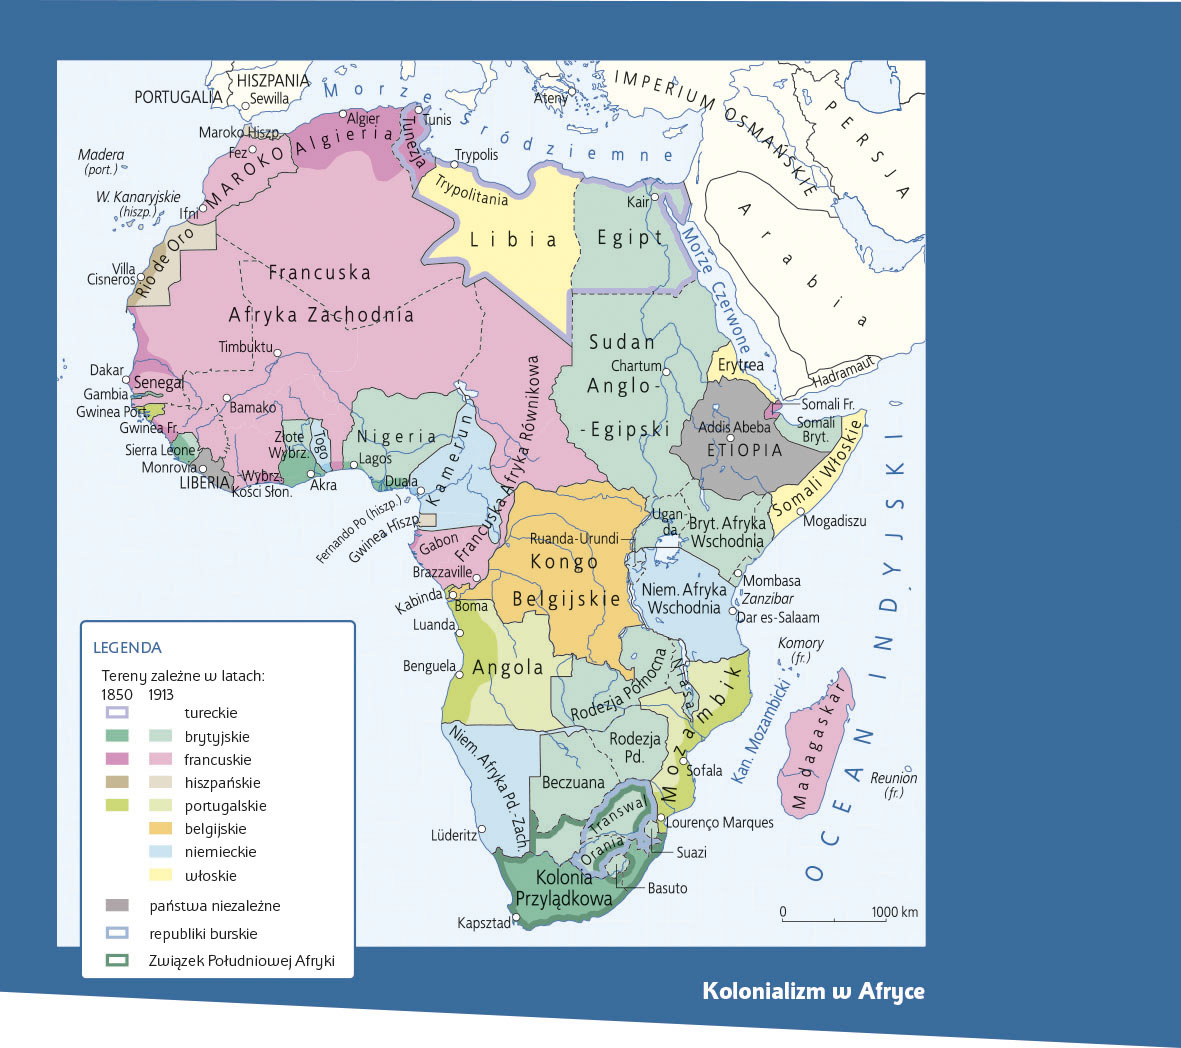 HISZPANIA
PORTUGALIA
Sewilla
Morze Śródziemne
Ateny
IMPERIUM OSMAŃSKIE
PERSJA
Algier
Tunis
Maroko Hiszp.
Algieria
Tunezja
Fez
MAROKO
Trypolis
Madera
(port.)
Trypolitania
W. Kanaryjskie
(hiszp.)
Ifni
Kair
Arabia
Libia
Egipt
Rio de Oro
Morze Czerwone
Villa
Cisneros
Francuska
Afryka Zachodnia
Timbuktu
Sudan
Anglo-
-Egipski
Chartum
Erytrea
Hadramaut
Dakar
Senegal
Gambia
Gwinea Port.
Bamako
Gwinea Fr.
Sierra Leone
Monrovia
LIBERIA
Wybrz.
Kości Słon.
Złote
Wybrz.
Togo
Akra
Nigeria
Lagos
Duala
Kamerun
Francuska Afryka Równikowa
Somali Fr.
Somali
Bryt.
Addis Abeba
ETIOPIA
Somali Włoskie
Mogadiszu
Fernando Po (hiszp.)
Gwinea Hiszp.
Gabon
Brazzaville
Kabinda
Boma
Ugan-
da
Bryt. Afryka
Wschodnia
Ruanda-Urundi
Kongo
Belgijskie
Niem. Afryka
Wschodnia
Mombasa
Zanzibar
Dar es-Salaam
Luanda
Benguela
Angola
Komory
(fr.)
Rodezja Północna
Niasa
Mozambik
Kan. Mozambicki
Madagaskar
OCEAN INDYJSKI
Reunion
(fr.)
Niem. Afryka Pd.-Zach.
Rodezja
Pd.
Beczuana
Sofala
Transwal
Orania
Lourenço Marques
Lüderitz
Suazi
Basuto
Kolonia
Przylądkowa
Kapsztad
0 1000 km
LEGENDA
Tereny zależne w latach:
1850 1913
tureckie
brytyjskie
francuskie
hiszpańskie
portugalskie
belgijskie
niemieckie
włoskie
państwa niezależne
republiki burskie
Związek Południowej Afryki
Kolonializm w Afryce